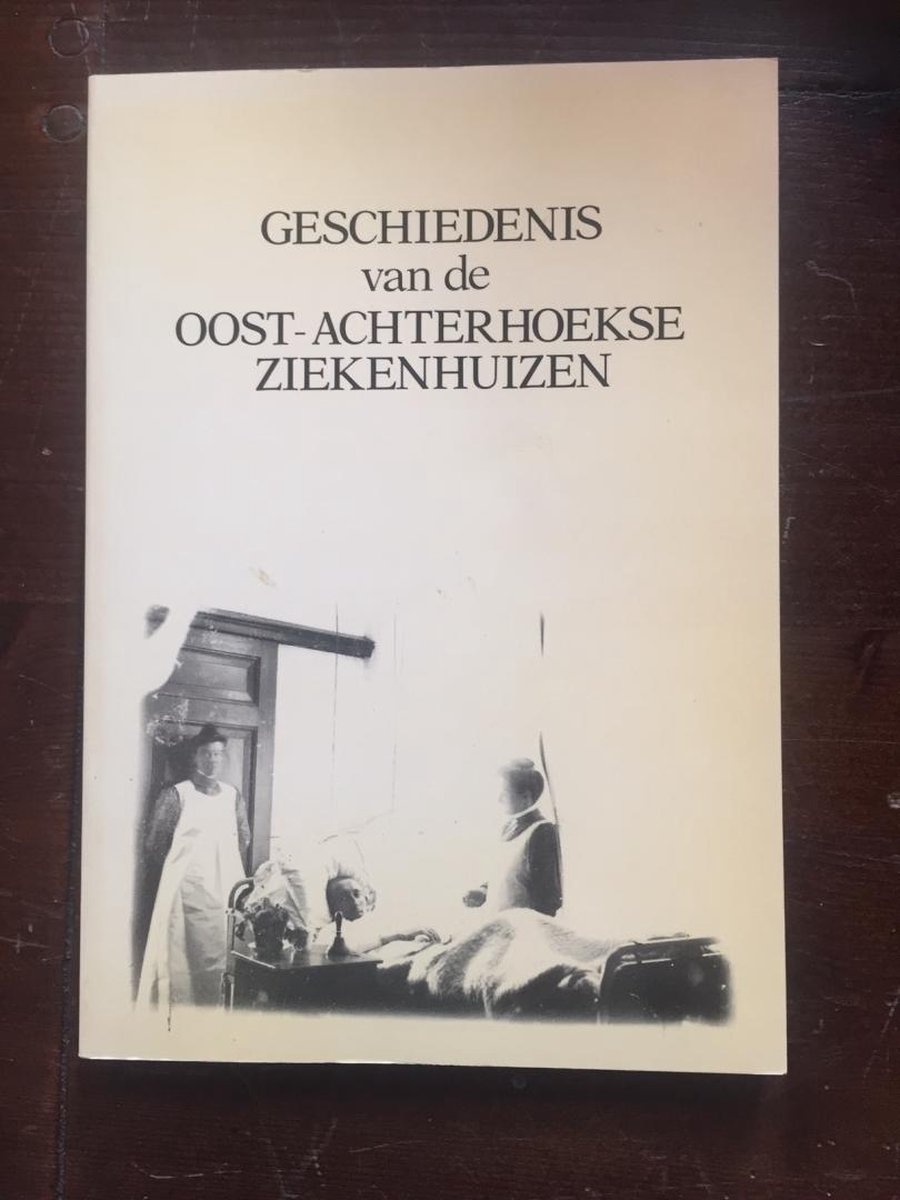 GESCHIEDENIS
van de
OOST-ACHTERHOEKSE
ZIEKENHUIZEN